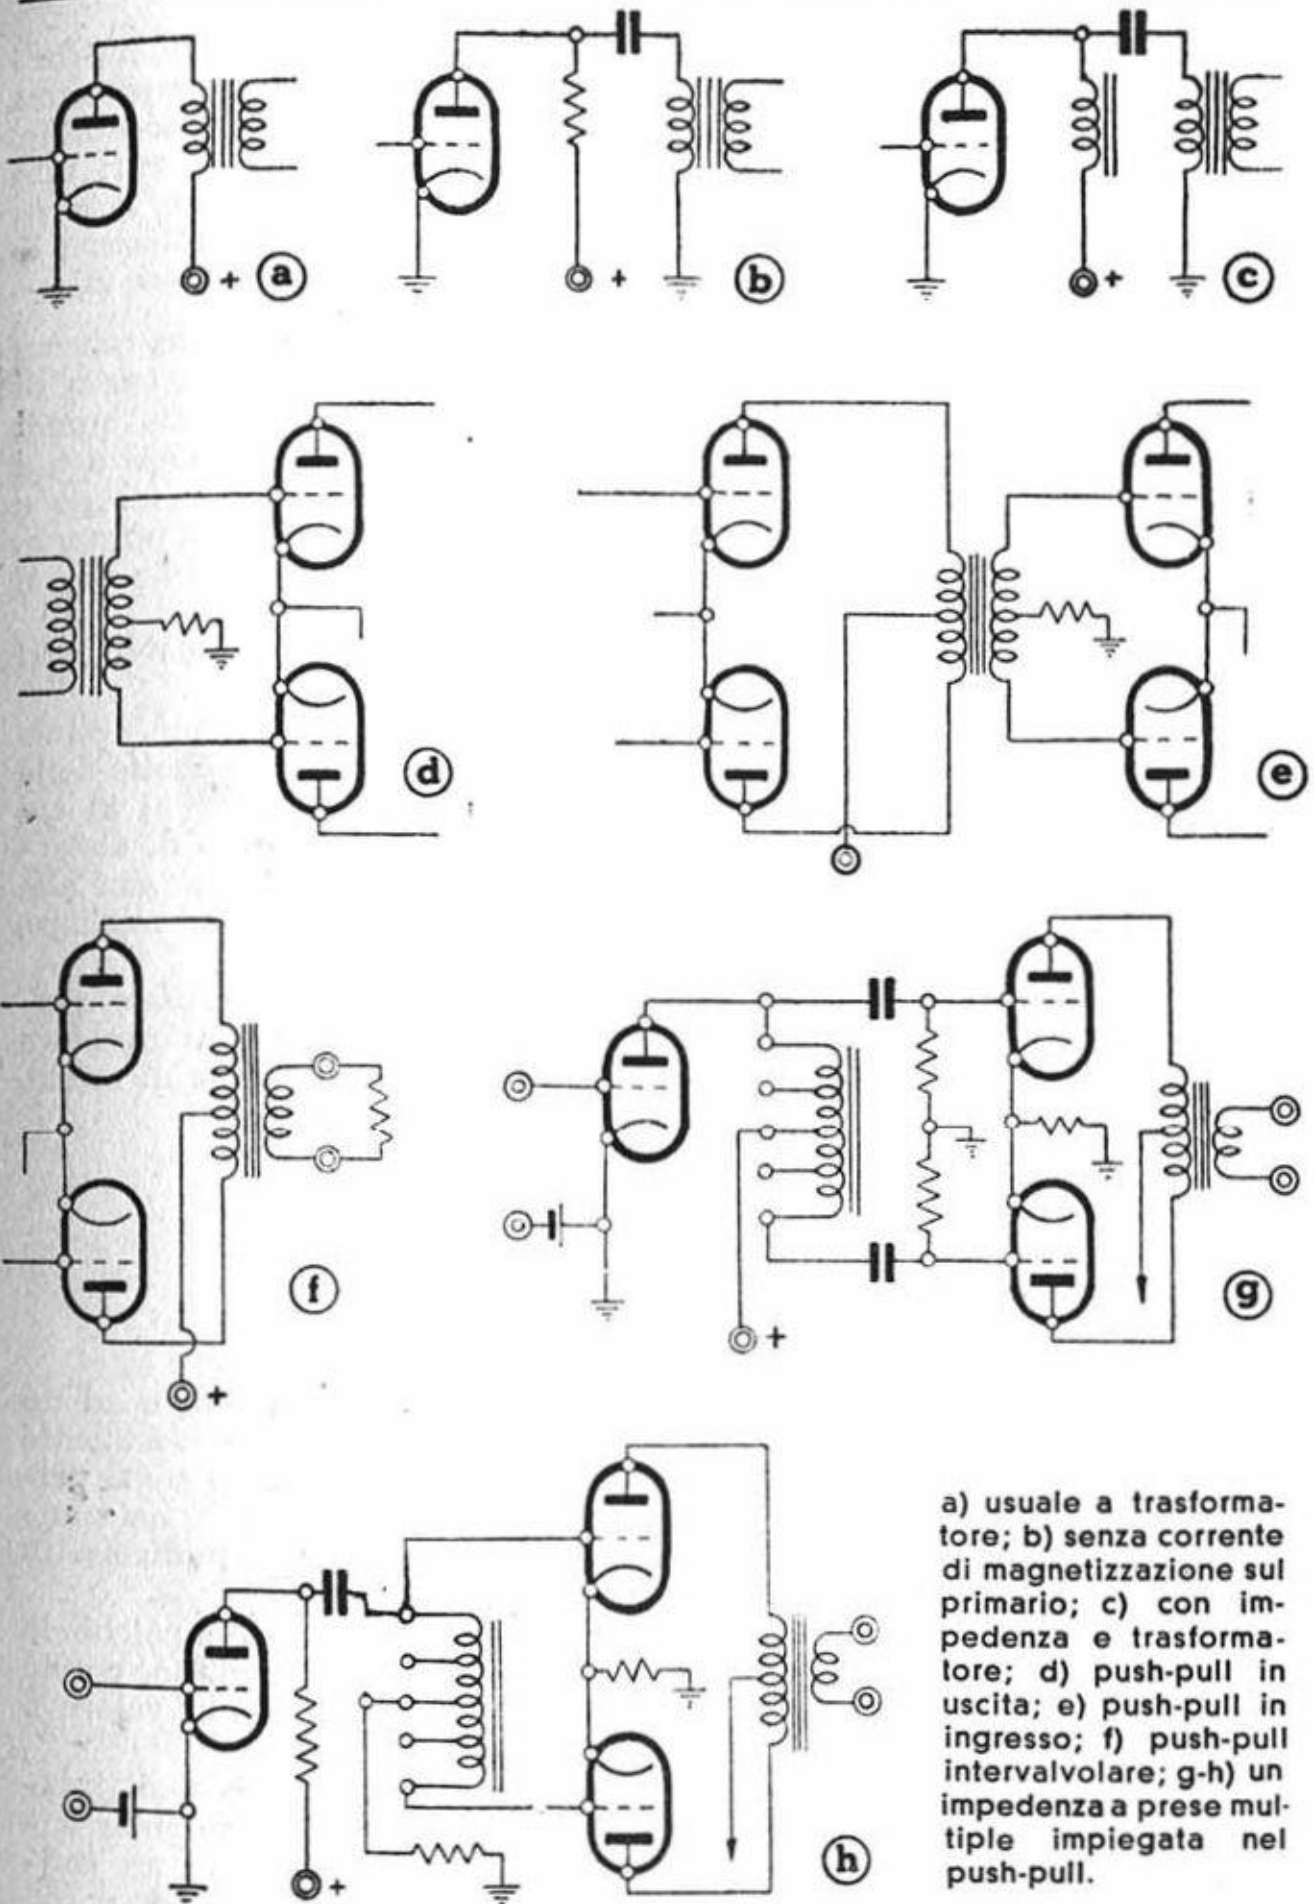 + a
+ b
+ c
d
e
f
+
g
+
a) usuale a trasforma-
tore; b) senza corrente
di magnetizzazione sul
primario; c) con im-
pedenza e trasforma-
tore; d) push-pull in
uscita; e) push-pull in
ingresso; f) push-pull
intervalvolare; g-h) un
impedenza a prese mul-
tiple impiegata nel
push-pull.
h
+